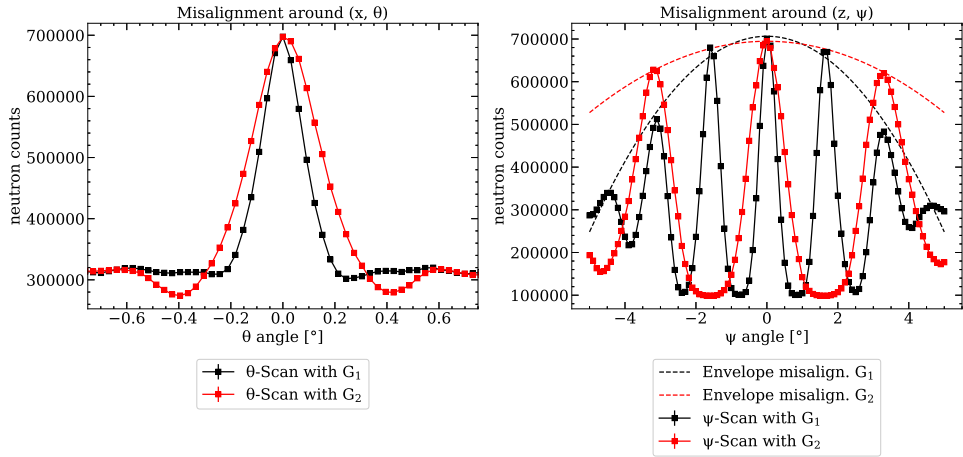 Misalignment around (x, θ)
neutron counts
700000
600000
500000
400000
300000
−0.6 −0.4 −0.2 0.0 0.2 0.4 0.6
θ angle [°]
θ-Scan with G₁
θ-Scan with G₂
Misalignment around (z, ψ)
neutron counts
700000
600000
500000
400000
300000
200000
100000
−4 −2 0 2 4
ψ angle [°]
Envelope misalign. G₁
Envelope misalign. G₂
ψ-Scan with G₁
ψ-Scan with G₂